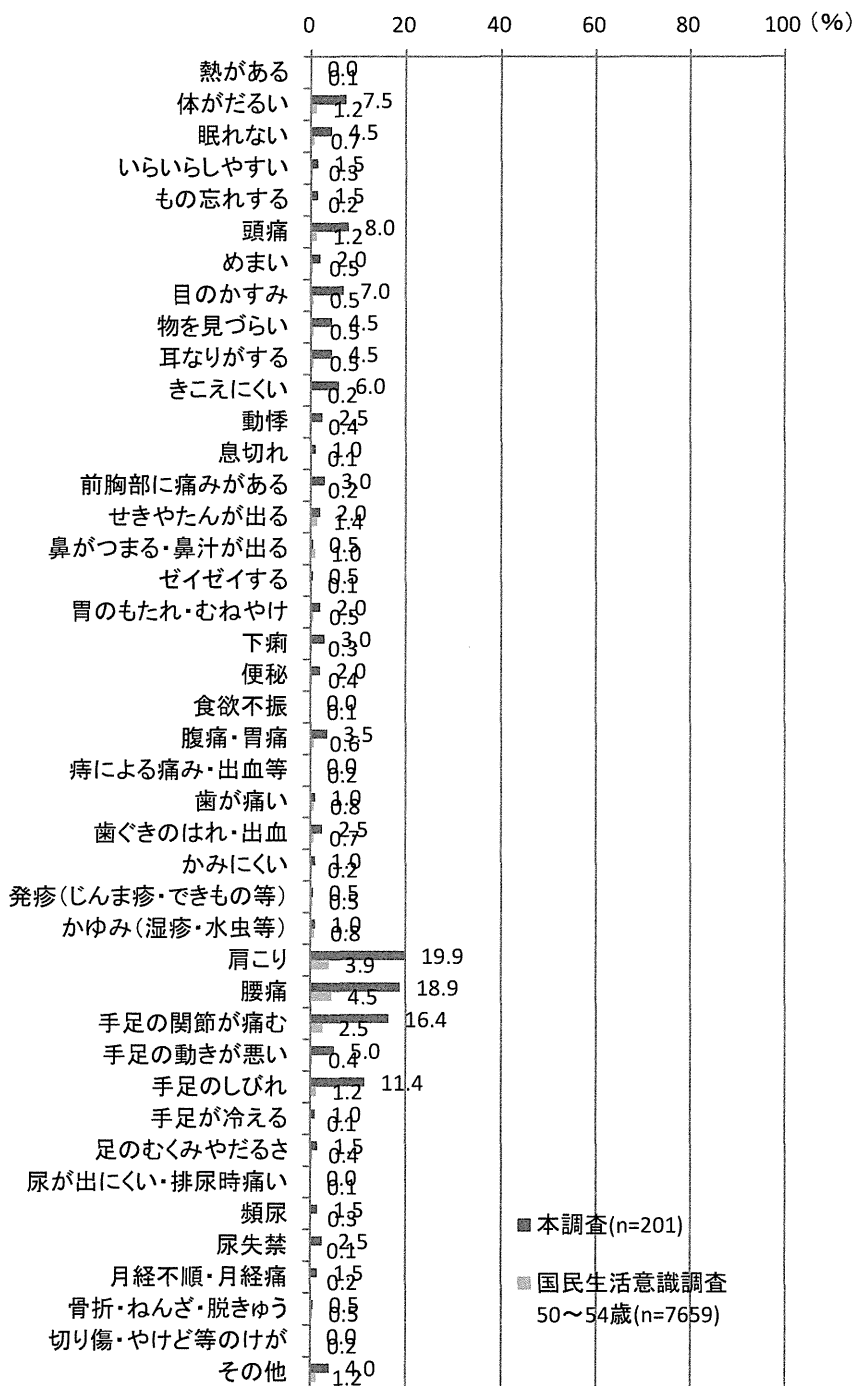 0 20 40 60 80 100 (%)
熱がある 0.0 0.1
体がだるい 7.5 1.2
眠れない 4.5 0.7
いらいらしやすい 1.5 0.3
もの忘れする 1.5 0.2
頭痛 8.0 1.2
めまい 2.0 0.5
目のかすみ 7.0 0.5
物を見づらい 4.5 0.5
耳なりがする 4.5 0.5
きこえにくい 6.0 0.2
動悸 2.5 0.4
息切れ 1.0 0.1
前胸部に痛みがある 3.0 0.2
せきやたんが出る 2.0 1.4
鼻がつまる・鼻汁が出る 0.5 1.0
ゼイゼイする 0.5 0.1
胃のもたれ・むねやけ 2.0 0.5
下痢 3.0 0.3
便秘 2.0 0.4
食欲不振 0.0 0.1
腹痛・胃痛 3.5 0.6
痔による痛み・出血等 0.0 0.2
歯が痛い 1.0 0.8
歯ぐきのはれ・出血 2.5 0.7
かみにくい 1.0 0.2
発疹(じんま疹・できもの等) 0.5 0.5
かゆみ(湿疹・水虫等) 1.0 0.8
肩こり 19.9 3.9
腰痛 18.9 4.5
手足の関節が痛む 16.4 2.5
手足の動きが悪い 5.0 0.4
手足のしびれ 11.4 1.2
手足が冷える 1.0 0.1
足のむくみやだるさ 1.5 0.4
尿が出にくい・排尿時痛い 0.0 0.1
頻尿 1.5 0.3
尿失禁 2.5 0.1
月経不順・月経痛 1.5 0.2
骨折・ねんざ・脱きゅう 0.5 0.5
切り傷・やけど等のけが 0.0 0.2
その他 4.0 1.2
本調査(n=201)
国民生活意識調査
50～54歳(n=7659)